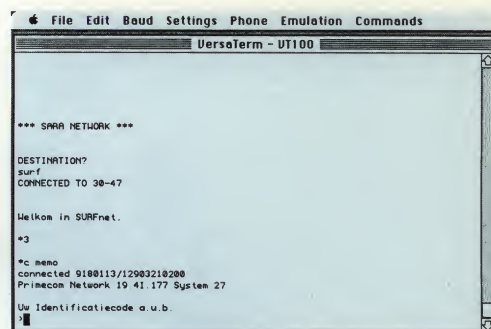 File Edit Baud Settings Phone Emulation Commands
VersaTerm - VT100
*** SARA NETWORK ***
DESTINATION?
surf
CONNECTED TO 30-47
Welkom in SURFnet.
*3
*c memo
connected 9180113/12903210200
Primecom Network 19 4I.177 System 27
Uw Identificatiecode a.u.b.
>